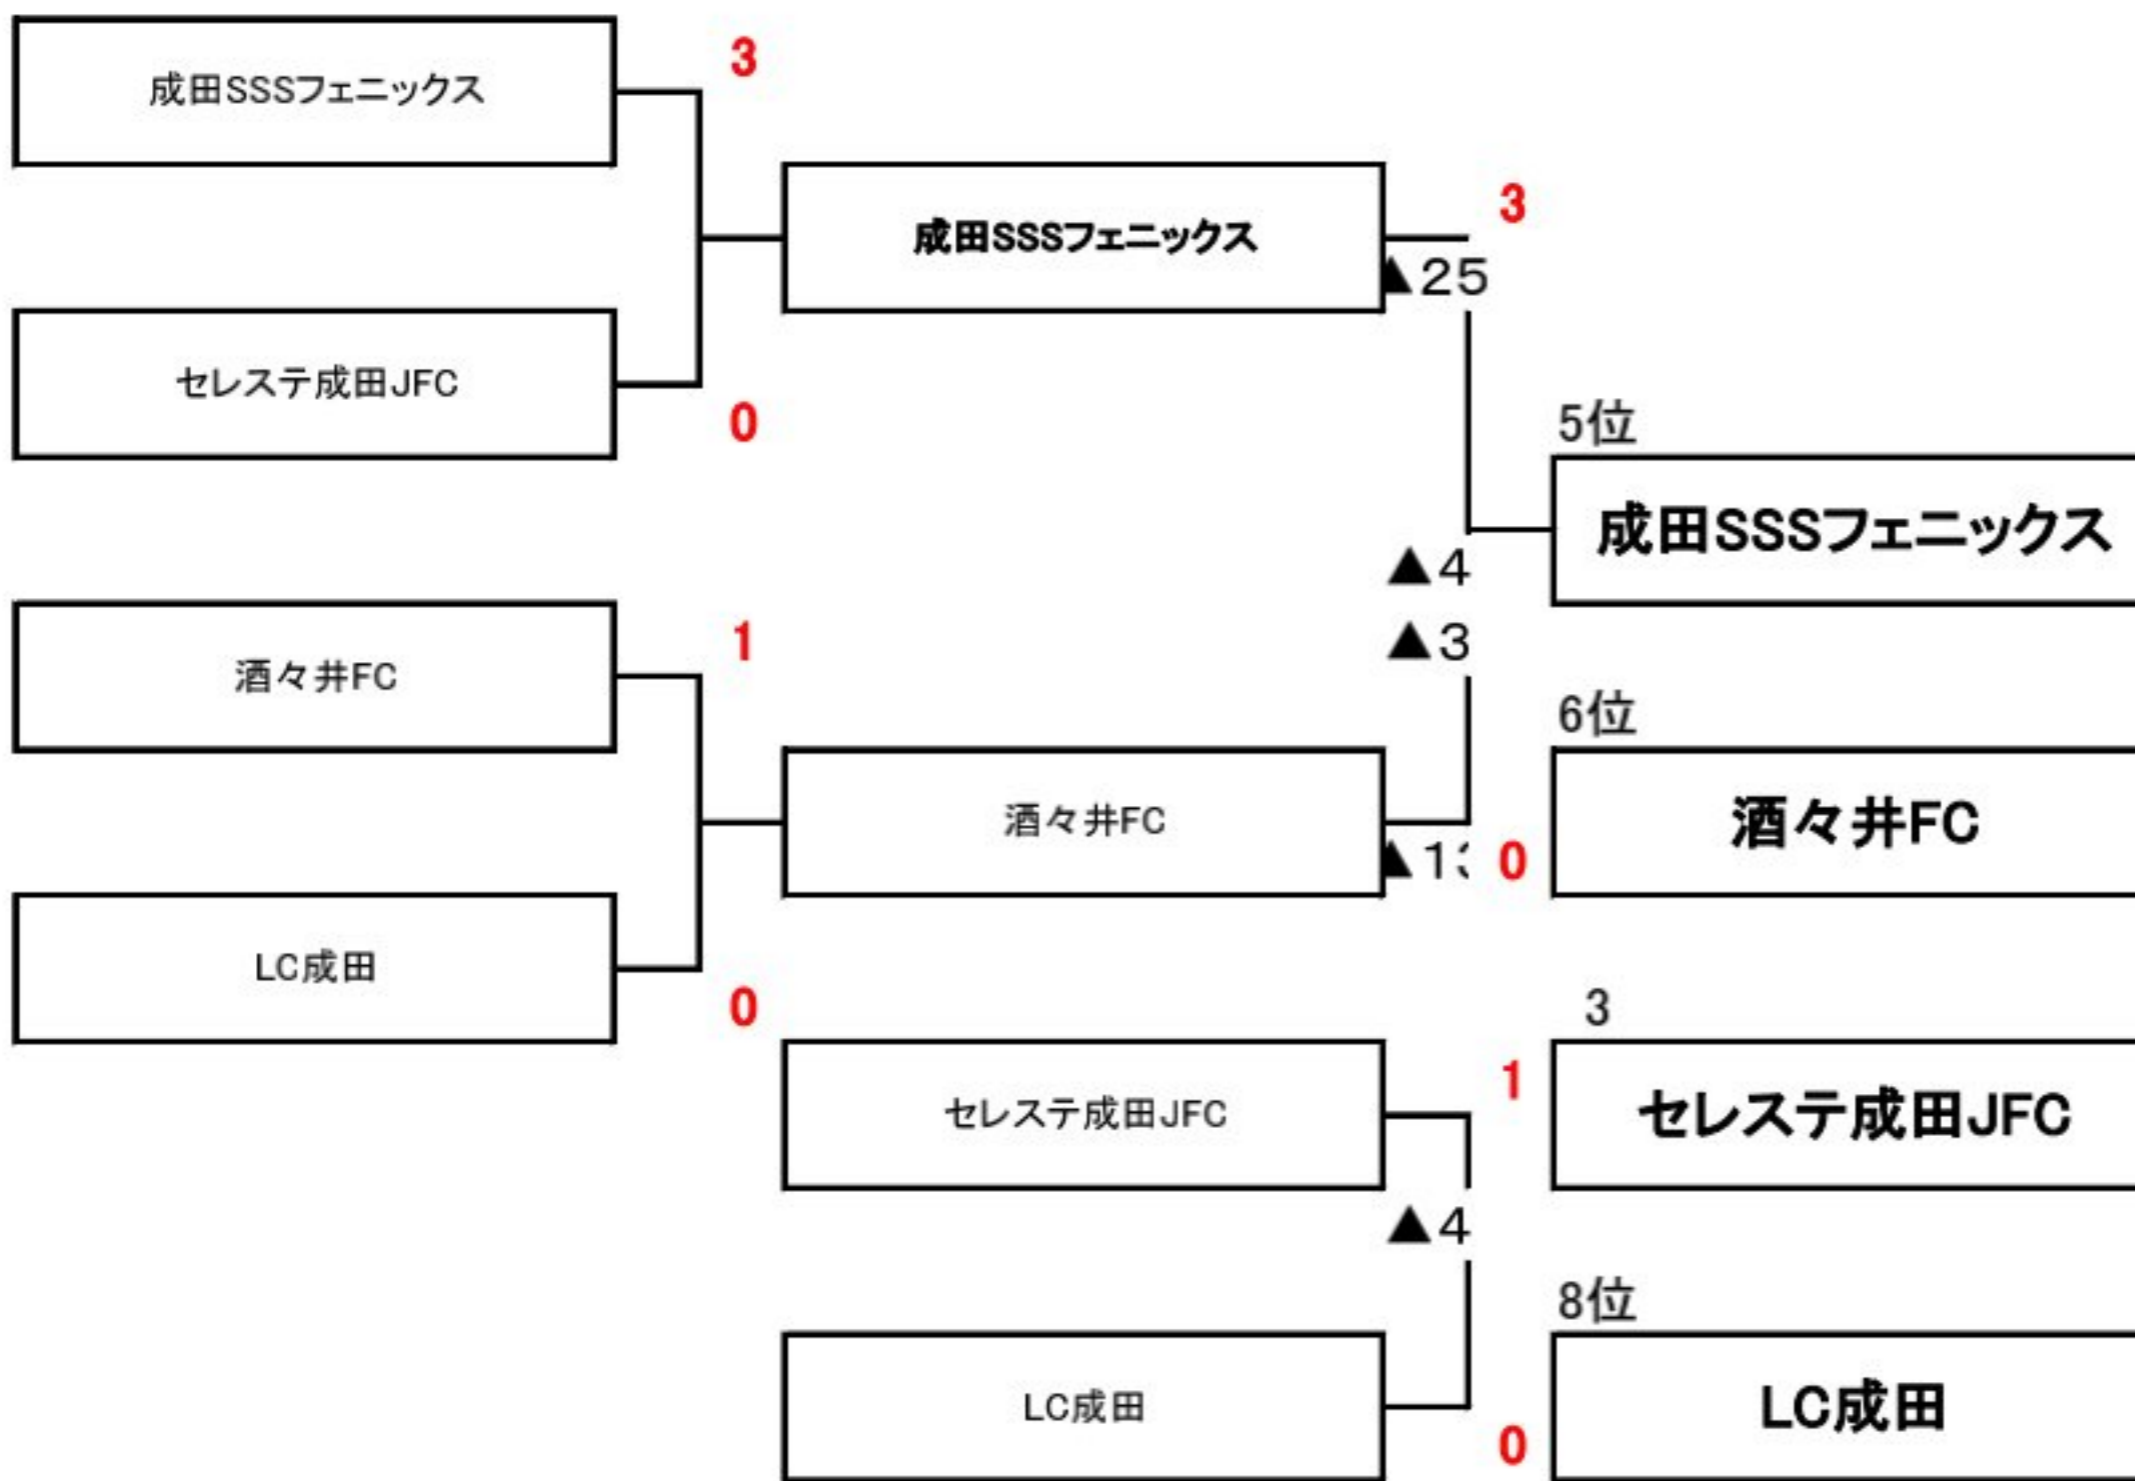 成田SSSフェニックス
3
セレステ成田JFC
0
成田SSSフェニックス
3
▲25
5位
成田SSSフェニックス
▲4
▲3
酒々井FC
1
LC成田
0
酒々井FC
0
6位
酒々井FC
セレステ成田JFC
1
3
セレステ成田JFC
▲4
LC成田
0
8位
LC成田